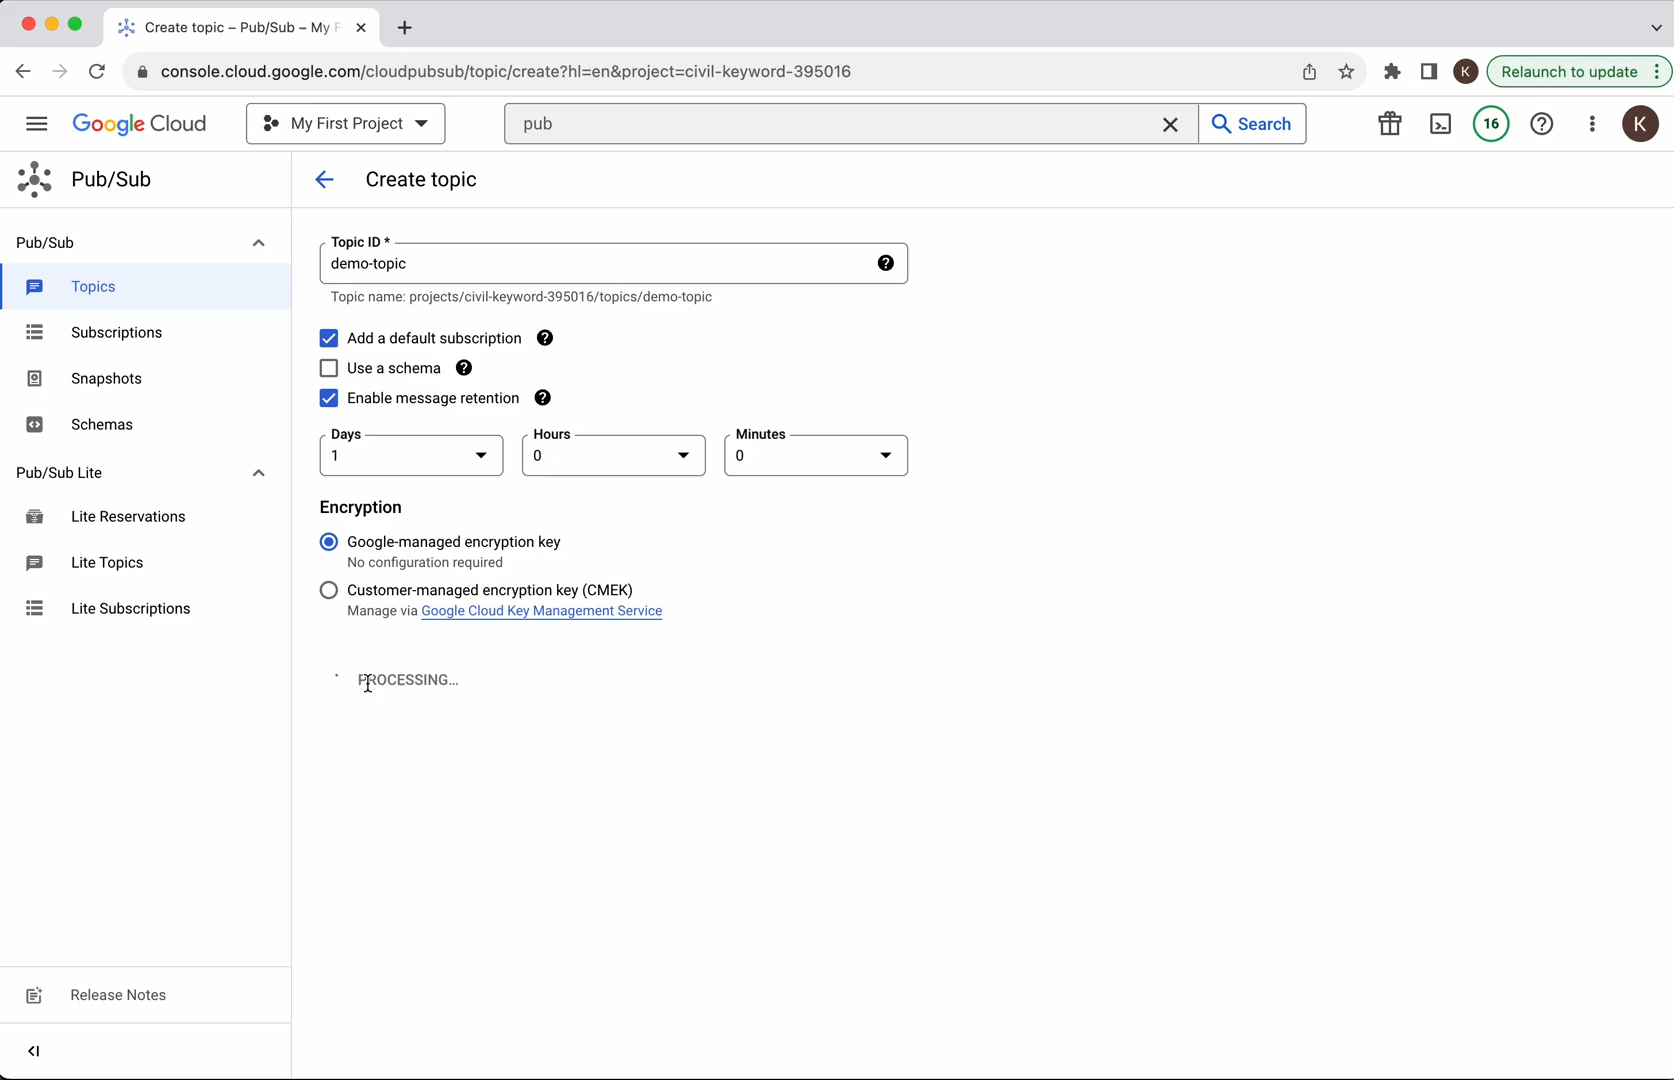 Create topic – Pub/Sub – My F
console.cloud.google.com/cloudpubsub/topic/create?hl=en&project=civil-keyword-395016
K
Relaunch to update
Google Cloud
My First Project
pub
Search
16
K
Pub/Sub
Create topic
Pub/Sub
Topics
Subscriptions
Snapshots
Schemas
Pub/Sub Lite
Lite Reservations
Lite Topics
Lite Subscriptions
Release Notes
Topic ID *
demo-topic
Topic name: projects/civil-keyword-395016/topics/demo-topic
Add a default subscription
Use a schema
Enable message retention
Days
1
Hours
0
Minutes
0
Encryption
Google-managed encryption key
No configuration required
Customer-managed encryption key (CMEK)
Manage via Google Cloud Key Management Service
PROCESSING...